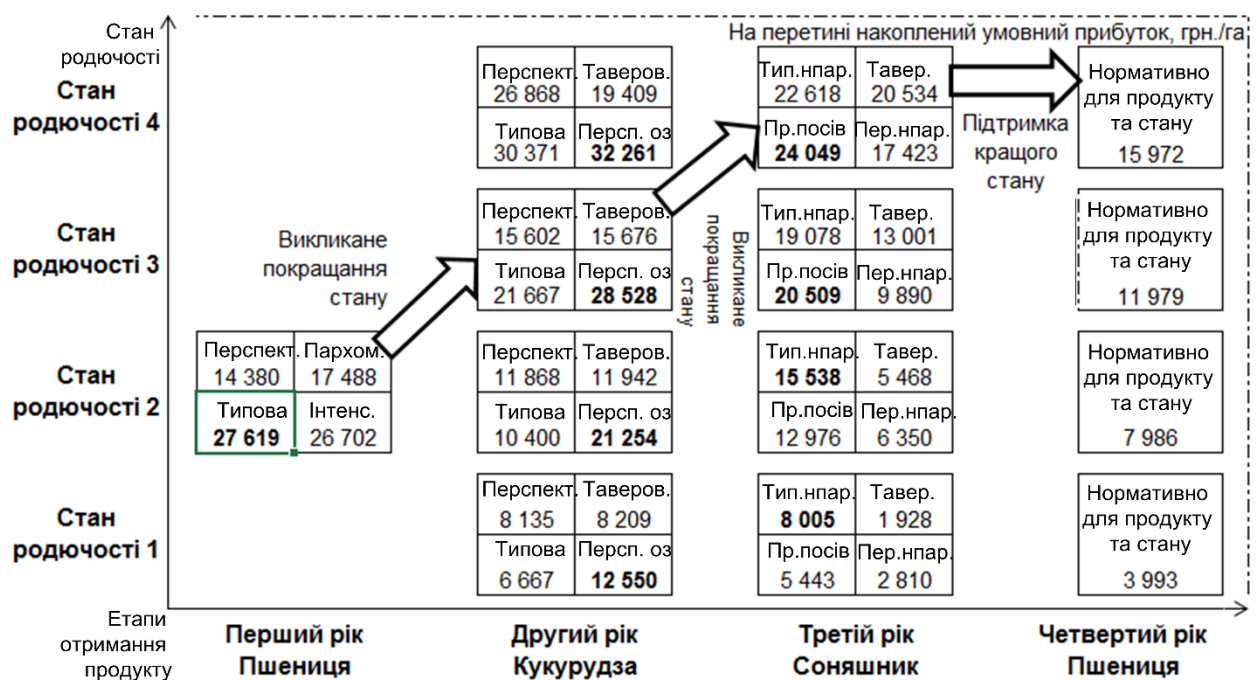 Стан
родючості
На перетині накоплений умовний прибуток, грн./га
Стан
родючості 4
Перспект. Таверов.
26 868 19 409
Типова Персп. оз
30 371 32 261
Тип.нпар. Тавер.
22 618 20 534
Пр.посів Пер.нпар.
24 049 17 423
Підтримка
кращого
стану
Нормативно
для продукту
та стану
15 972
Стан
родючості 3
Викликане
покращання
стану
Перспект. Таверов.
15 602 15 676
Типова Персп. оз
21 667 28 528
Викликане
покращання
стану
Тип.нпар. Тавер.
19 078 13 001
Пр.посів Пер.нпар.
20 509 9 890
Нормативно
для продукту
та стану
11 979
Стан
родючості 2
Перспект. Пархом.
14 380 17 488
Типова Інтенс.
27 619 26 702
Перспект. Таверов.
11 868 11 942
Типова Персп. оз
10 400 21 254
Тип.нпар. Тавер.
15 538 5 468
Пр.посів Пер.нпар.
12 976 6 350
Нормативно
для продукту
та стану
7 986
Стан
родючості 1
Перспект. Таверов.
8 135 8 209
Типова Персп. оз
6 667 12 550
Тип.нпар. Тавер.
8 005 1 928
Пр.посів Пер.нпар.
5 443 2 810
Нормативно
для продукту
та стану
3 993
Етапи
отримання
продукту
Перший рік
Пшениця
Другий рік
Кукурудза
Третій рік
Соняшник
Четвертий рік
Пшениця